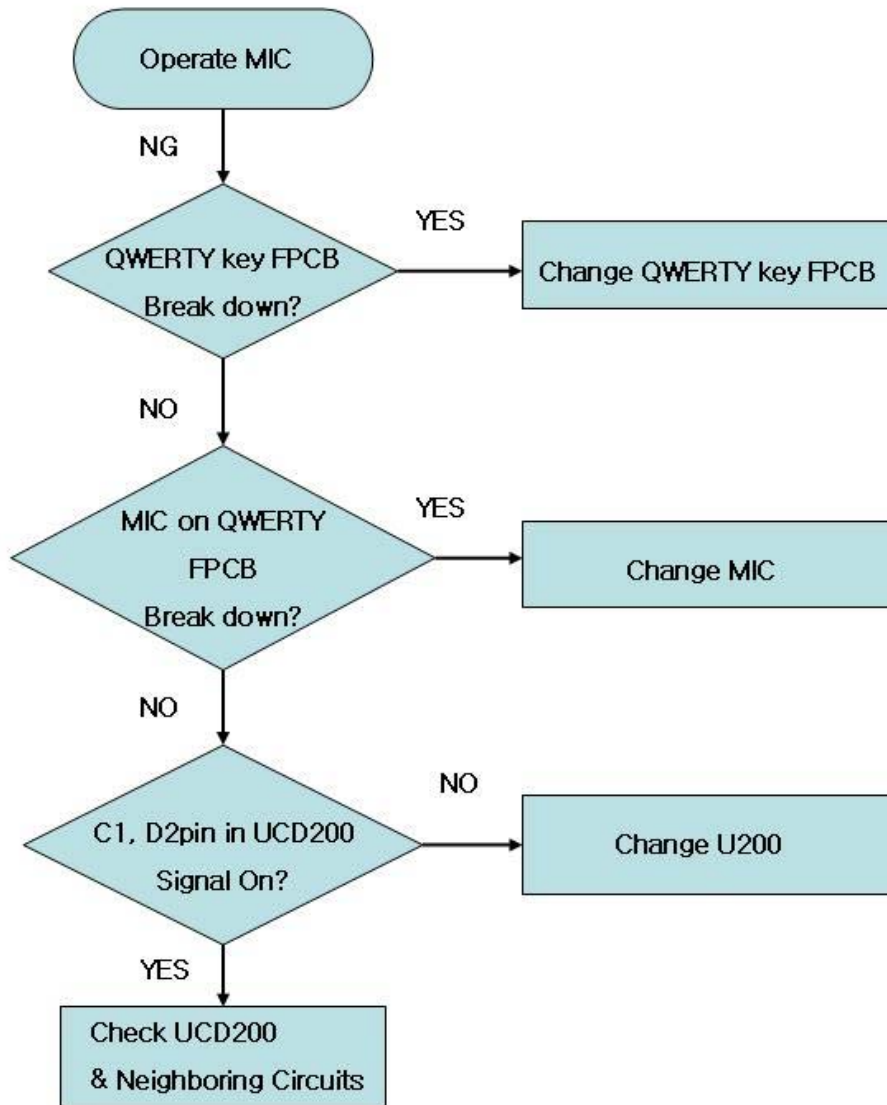 Operate MIC
NG
QWERTY key FPCB
Break down?
YES
Change QWERTY key FPCB
NO
MIC on QWERTY
FPCB
Break down?
YES
Change MIC
NO
C1, D2pin in UCD200
Signal On?
NO
Change U200
YES
Check UCD200
& Neighboring Circuits